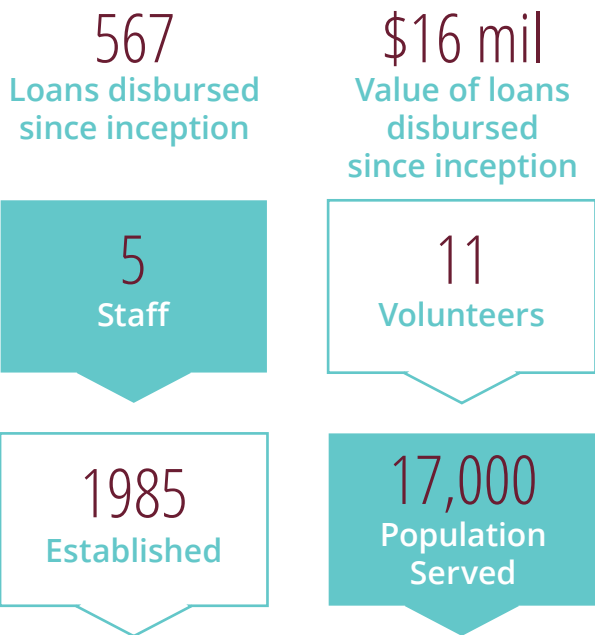 567
Loans disbursed
since inception
$16 mil
Value of loans
disbursed
since inception
5
Staff
11
Volunteers
1985
Established
17,000
Population
Served